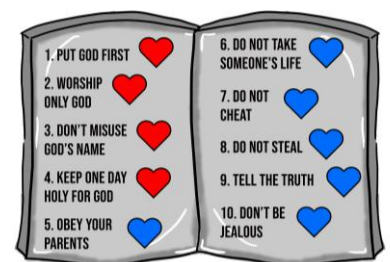 1. PUT GOD FIRST
2. WORSHIP
ONLY GOD
3. DON'T MISUSE
GOD'S NAME
4. KEEP ONE DAY
HOLY FOR GOD
5. OBEY YOUR
PARENTS
6. DO NOT TAKE
SOMEONE'S LIFE
7. DO NOT
CHEAT
8. DO NOT STEAL
9. TELL THE TRUTH
10. DON'T BE
JEALOUS